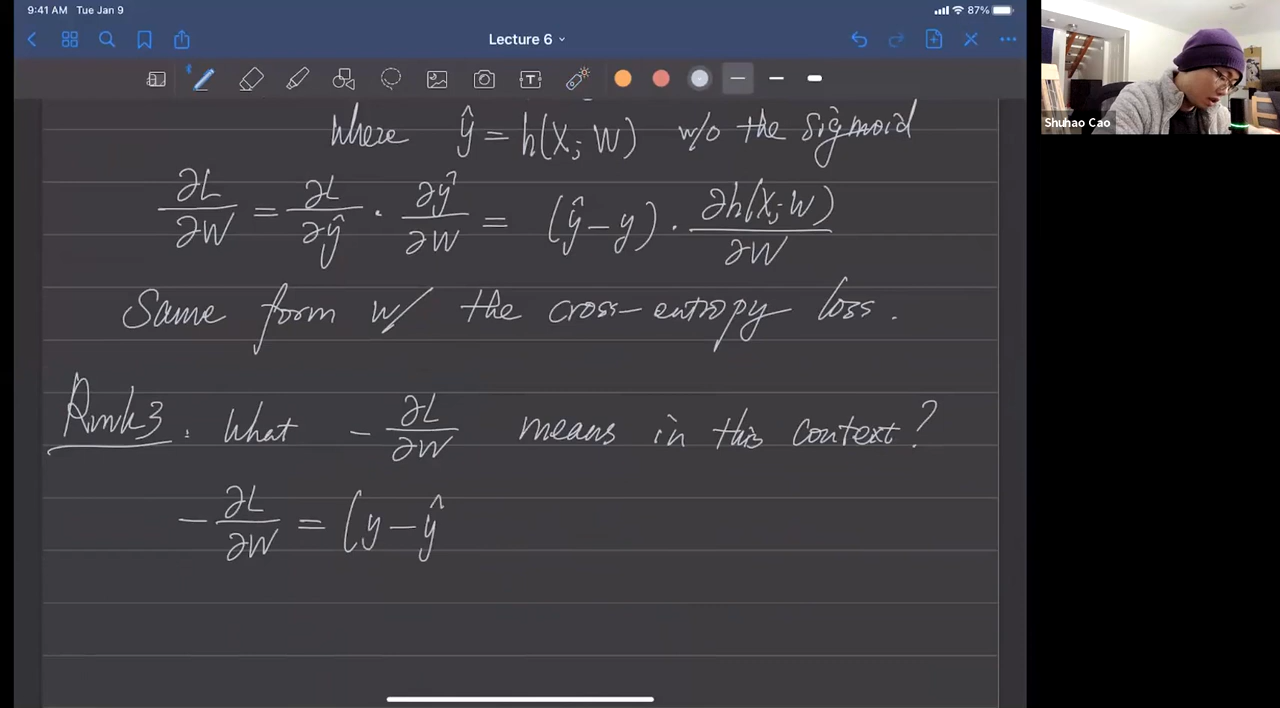 9:41 AM Tue Jan 9
87%
Lecture 6
Shuhao Cao
where ŷ = h(X; W) w/o the sigmoid
∂L/∂W = ∂L/∂ŷ · ∂ŷ/∂W = (ŷ − y) · ∂h(X; W)/∂W
Same form w/ the cross-entropy loss.
Rmk3. What −∂L/∂W means in this context?
−∂L/∂W = (y − ŷ